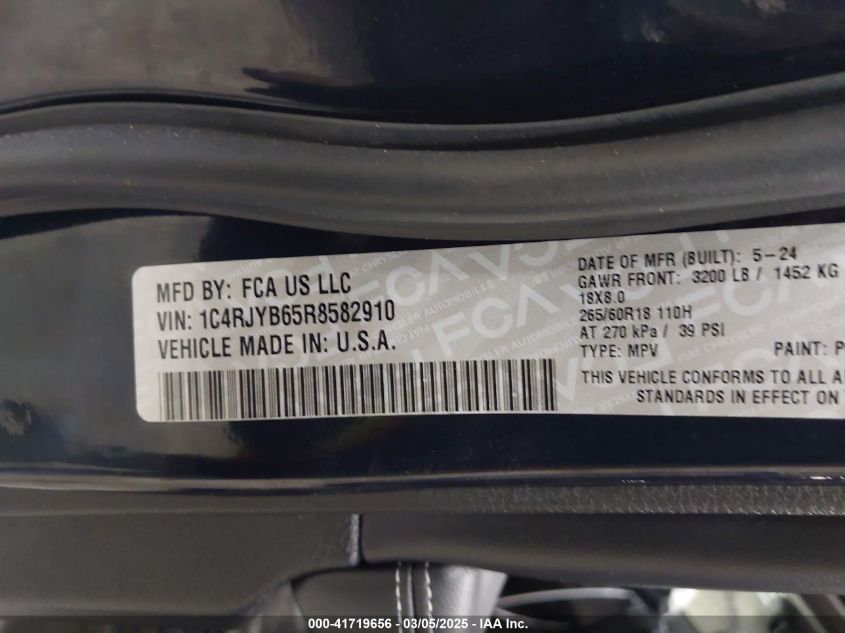 MFD BY: FCA US LLC
VIN: 1C4RJYB65R8582910
VEHICLE MADE IN: U.S.A.
DATE OF MFR (BUILT): 5-24
GAWR FRONT: 3200 LB / 1452 KG
18X8.0
265/60R18 110H
AT 270 kPa / 39 PSI
TYPE: MPV PAINT: P
THIS VEHICLE CONFORMS TO ALL A
STANDARDS IN EFFECT ON
000-41719656 - 03/05/2025 - IAA Inc.